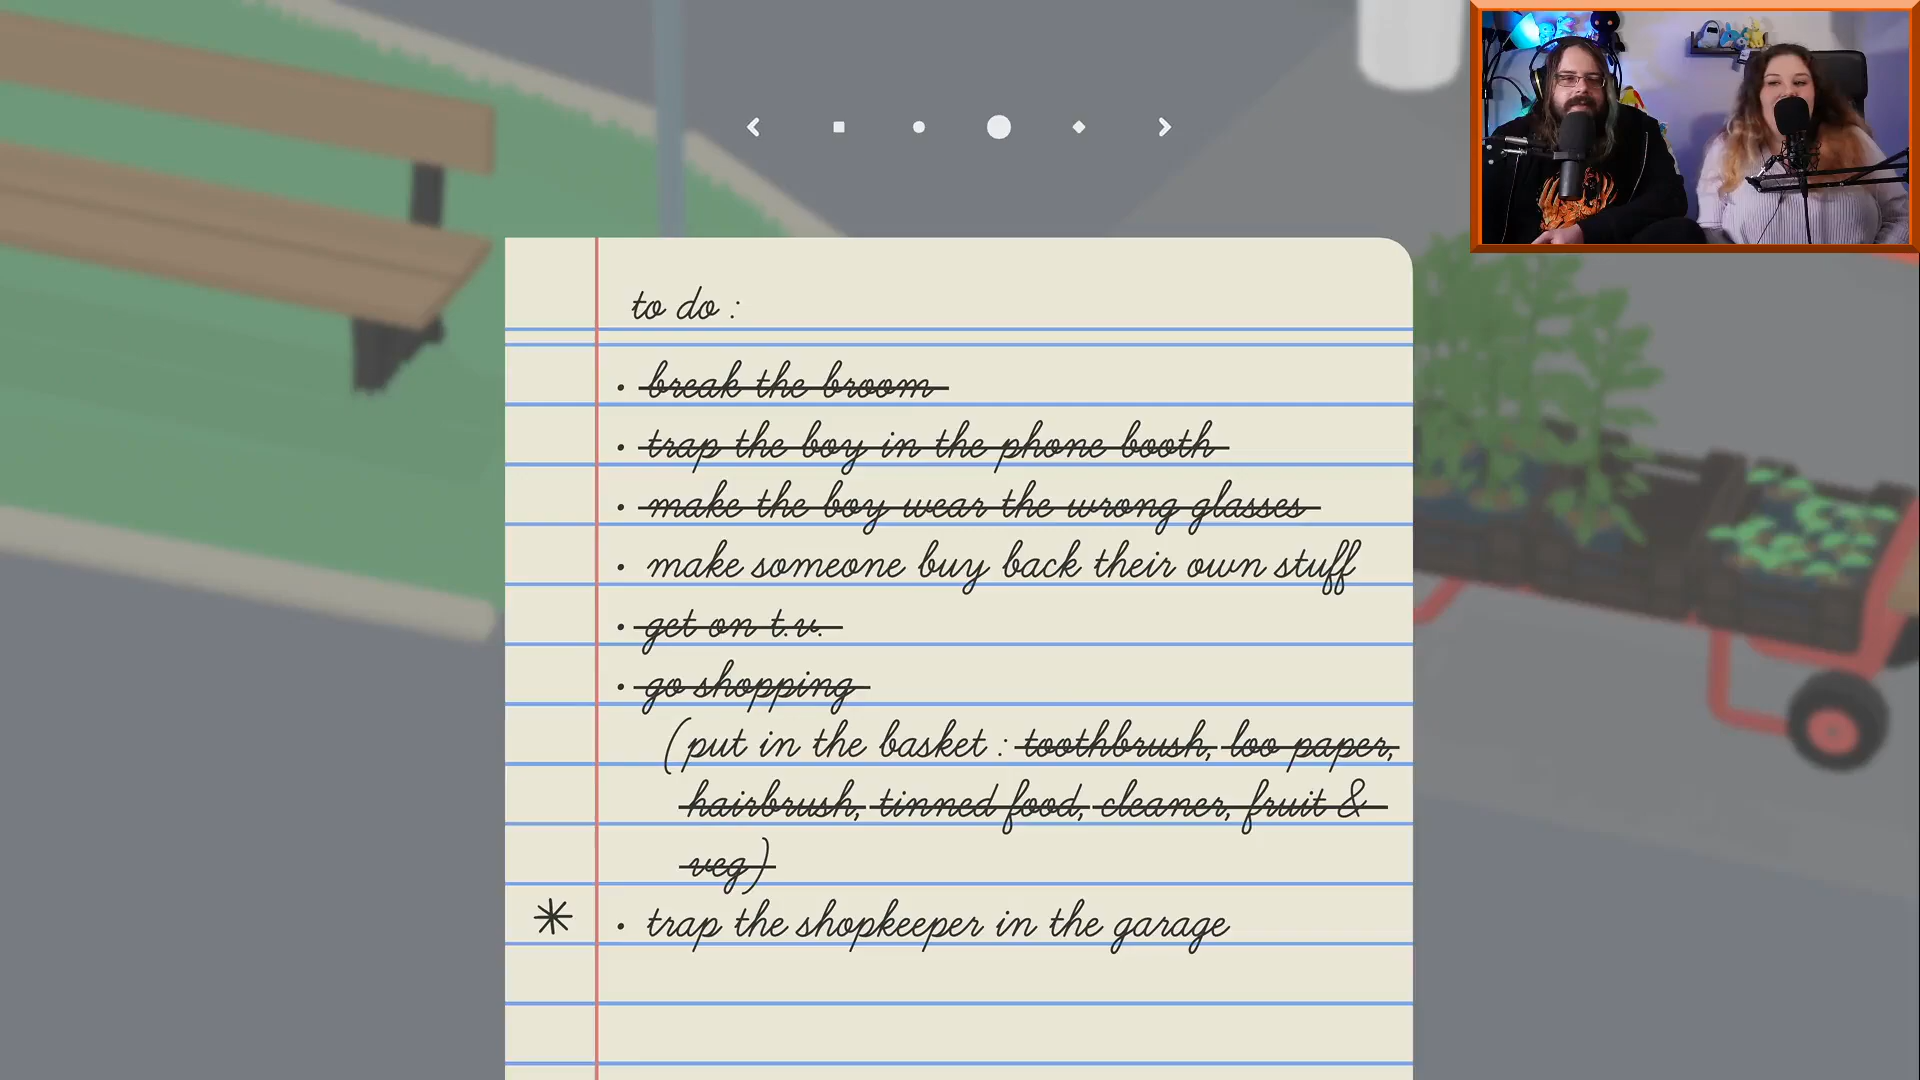 to do :
• break the broom
• trap the boy in the phone booth
• make the boy wear the wrong glasses
• make someone buy back their own stuff
• get on t.v.
• go shopping
(put in the basket : toothbrush, loo paper,
hairbrush, tinned food, cleaner, fruit &
veg)
* • trap the shopkeeper in the garage